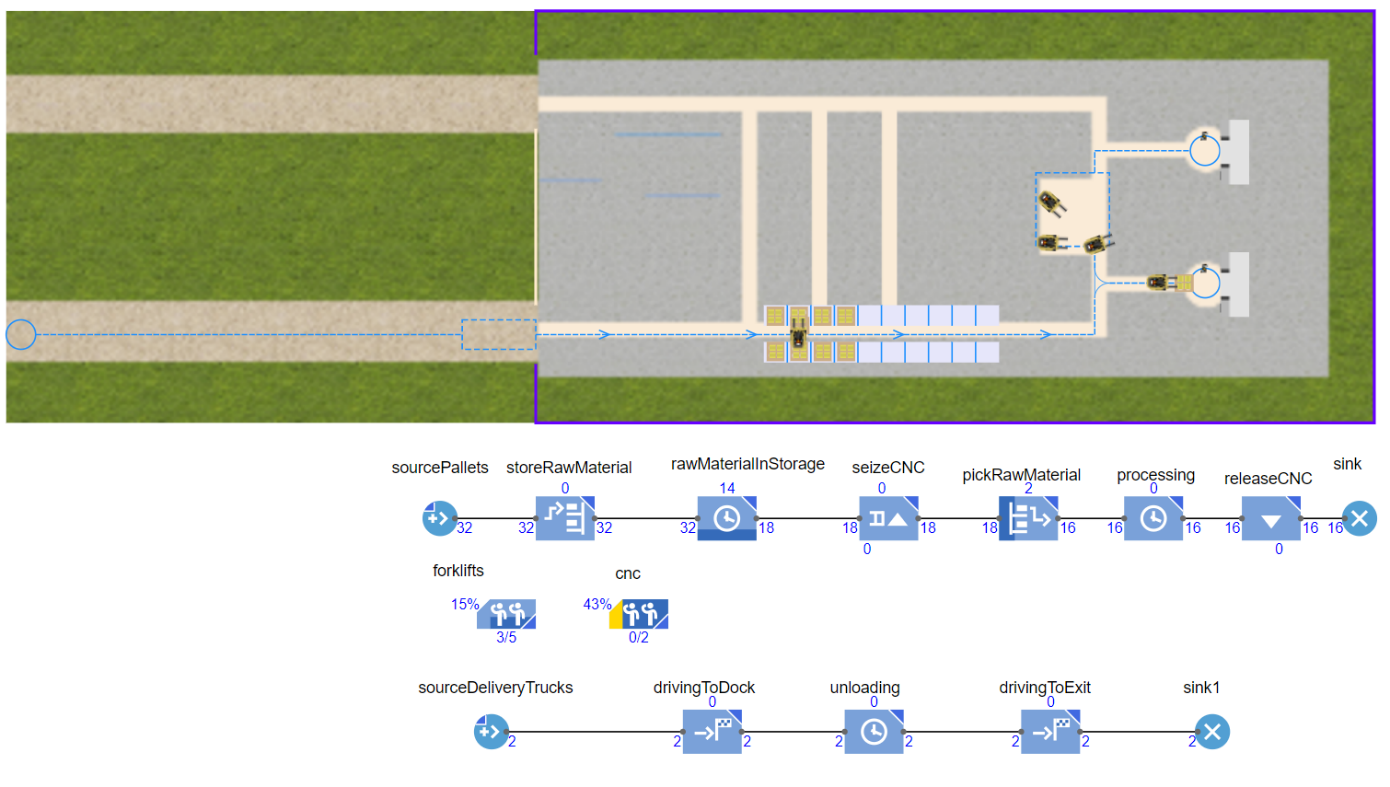 sourcePallets storeRawMaterial rawMaterialInStorage seizeCNC pickRawMaterial processing releaseCNC sink
0 14 0 2 0
32 32 32 32 18 18 18 18 16 16 16 16 16 16
0 0
forklifts cnc
15% 43%
3/5 0/2
sourceDeliveryTrucks drivingToDock unloading drivingToExit sink1
0 0 0
2 2 2 2 2 2 2 2